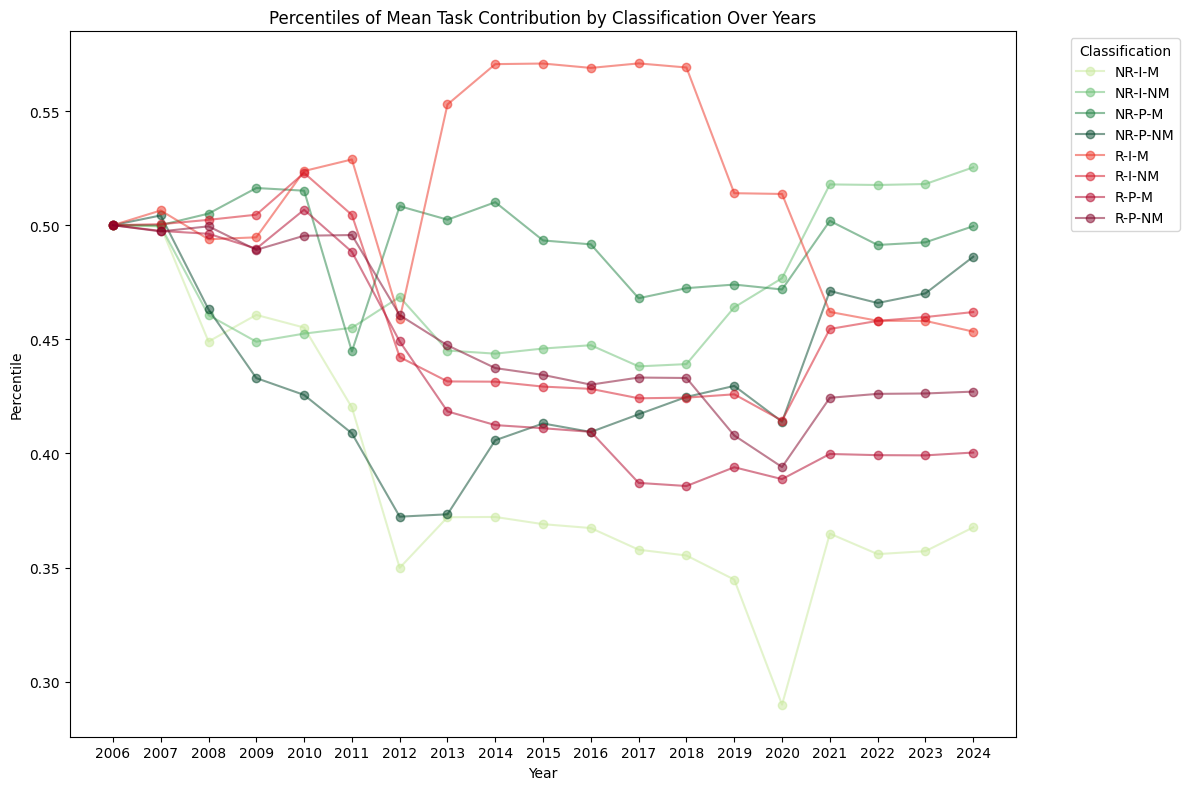 Percentiles of Mean Task Contribution by Classification Over Years
Classification
NR-I-M
NR-I-NM
NR-P-M
NR-P-NM
R-I-M
R-I-NM
R-P-M
R-P-NM
Percentile
0.55
0.50
0.45
0.40
0.35
0.30
2006 2007 2008 2009 2010 2011 2012 2013 2014 2015 2016 2017 2018 2019 2020 2021 2022 2023 2024
Year